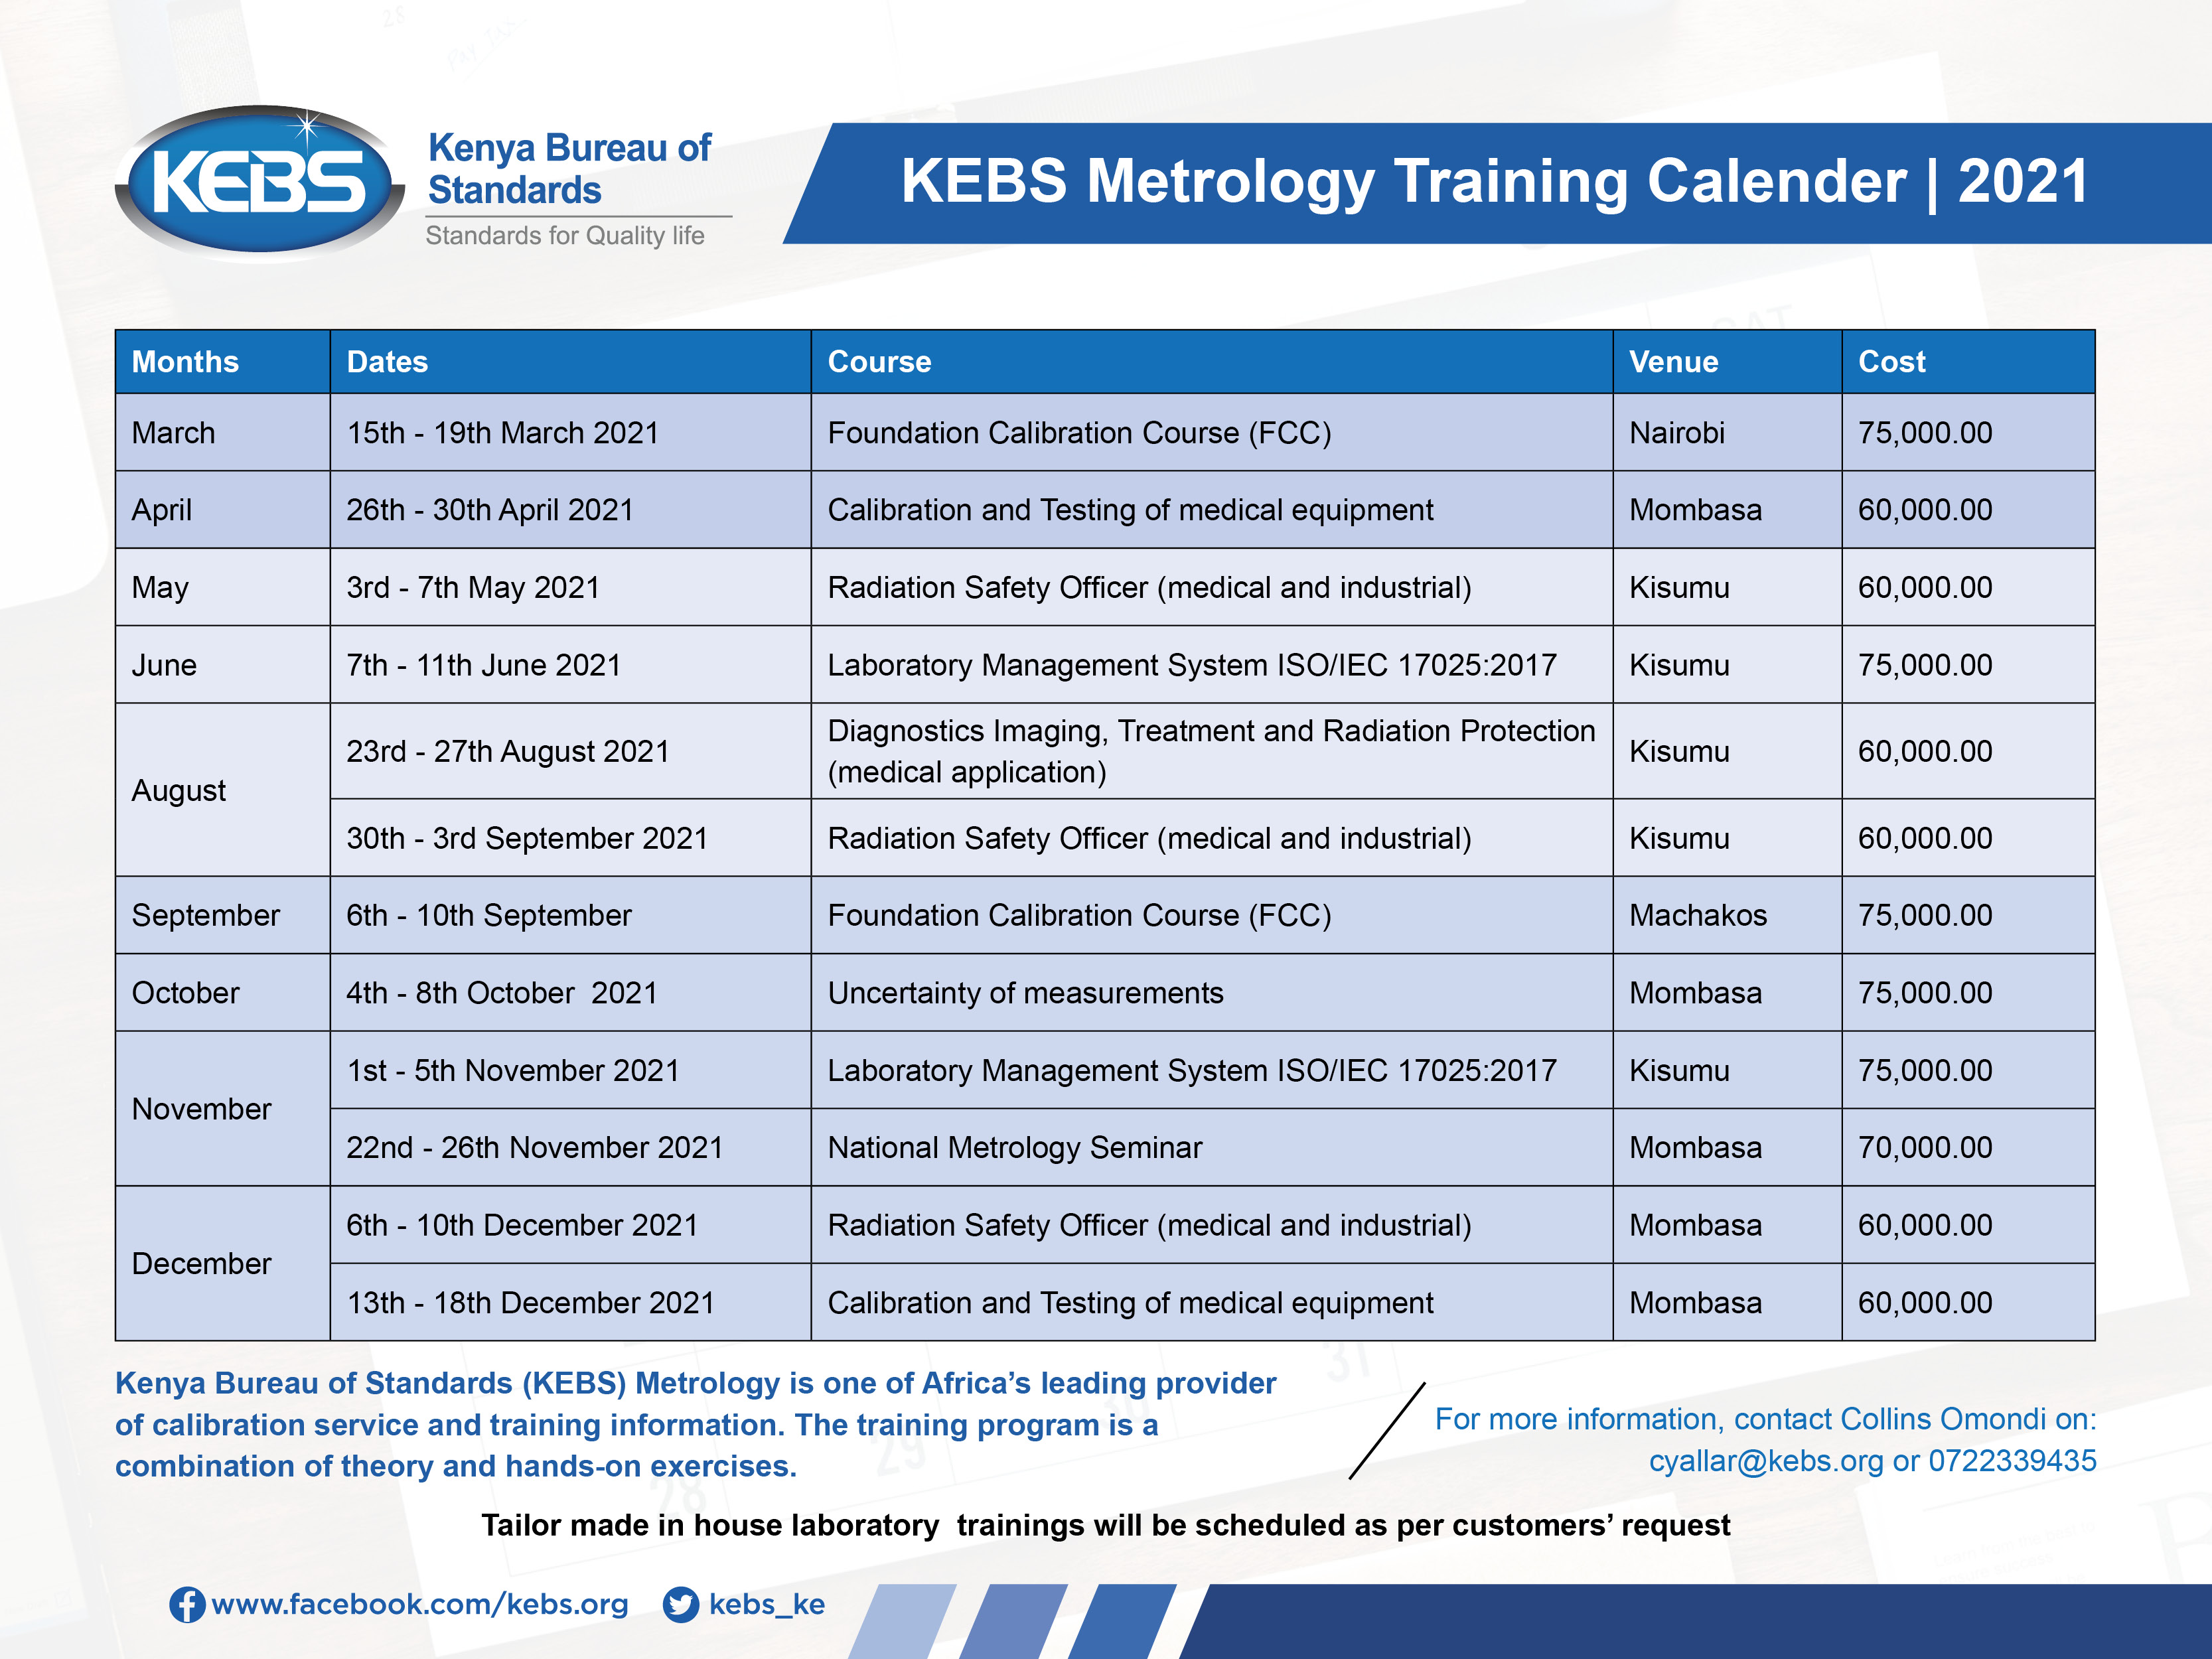 KEBS
Kenya Bureau of
Standards
Standards for Quality life
KEBS Metrology Training Calender | 2021
Months Dates Course Venue Cost
March 15th - 19th March 2021 Foundation Calibration Course (FCC) Nairobi 75,000.00
April 26th - 30th April 2021 Calibration and Testing of medical equipment Mombasa 60,000.00
May 3rd - 7th May 2021 Radiation Safety Officer (medical and industrial) Kisumu 60,000.00
June 7th - 11th June 2021 Laboratory Management System ISO/IEC 17025:2017 Kisumu 75,000.00
August 23rd - 27th August 2021 Diagnostics Imaging, Treatment and Radiation Protection
(medical application) Kisumu 60,000.00
30th - 3rd September 2021 Radiation Safety Officer (medical and industrial) Kisumu 60,000.00
September 6th - 10th September Foundation Calibration Course (FCC) Machakos 75,000.00
October 4th - 8th October  2021 Uncertainty of measurements Mombasa 75,000.00
November 1st - 5th November 2021 Laboratory Management System ISO/IEC 17025:2017 Kisumu 75,000.00
22nd - 26th November 2021 National Metrology Seminar Mombasa 70,000.00
December 6th - 10th December 2021 Radiation Safety Officer (medical and industrial) Mombasa 60,000.00
13th - 18th December 2021 Calibration and Testing of medical equipment Mombasa 60,000.00
Kenya Bureau of Standards (KEBS) Metrology is one of Africa’s leading provider
of calibration service and training information. The training program is a
combination of theory and hands-on exercises.
For more information, contact Collins Omondi on:
cyallar@kebs.org or 0722339435
Tailor made in house laboratory  trainings will be scheduled as per customers’ request
www.facebook.com/kebs.org kebs_ke
28
29
30
31
SAT